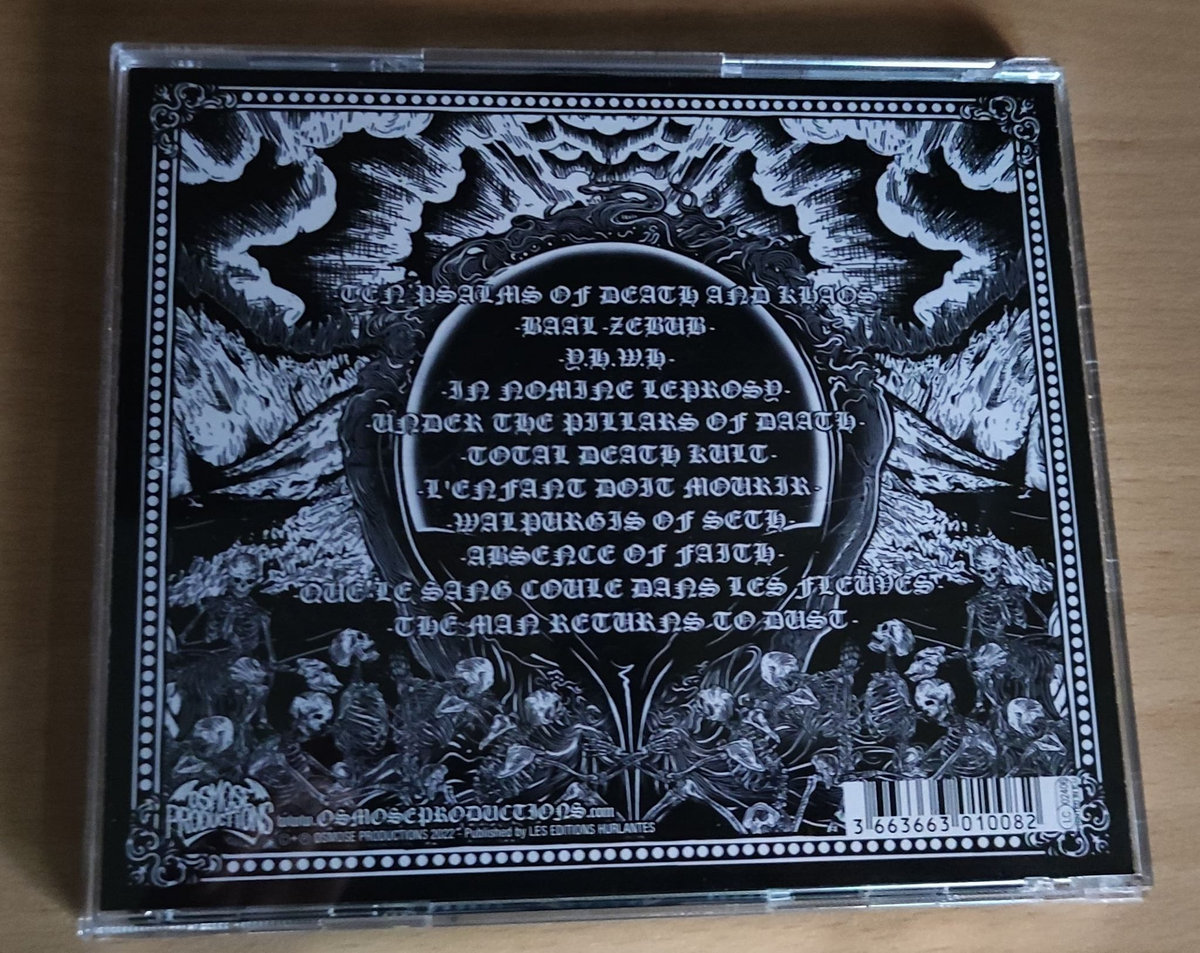 TEN PSALMS OF DEATH AND KHAOS
-BAAL-ZEBUB-
-Y.H.W.H-
-IN NOMINE LEPROSY-
-UNDER THE PILLARS OF DAATH-
-TOTAL DEATH KULT-
-L'ENFANT DOIT MOURIR-
-WALPURGIS OF SETH-
-ABSENCE OF FAITH-
-QUE LE SANG COULE DANS LES FLEUVES-
-THE MAN RETURNS TO DUST-
OSMOSE
PRODUCTIONS
www.OSMOSEPRODUCTIONS.com
℗ + © OSMOSE PRODUCTIONS 2022 - Published by LES EDITIONS HURLANTES
3 663663 010082